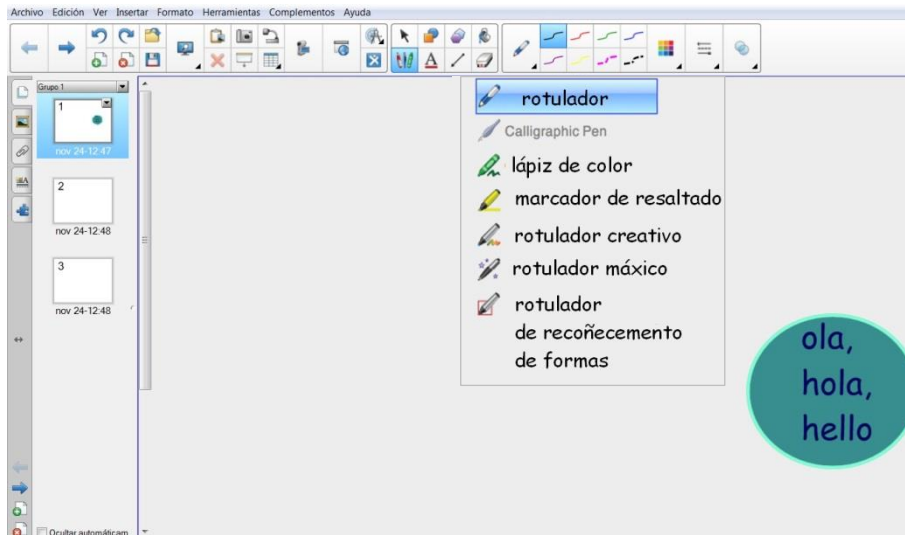 Archivo Edición Ver Insertar Formato Herramientas Complementos Ayuda
Grupo 1
1
nov 24-12:47
2
nov 24-12:48
3
nov 24-12:48
Ocultar automáticam
rotulador
Calligraphic Pen
lápiz de color
marcador de resaltado
rotulador creativo
rotulador máxico
rotulador
de recoñecemento
de formas
ola,
hola,
hello